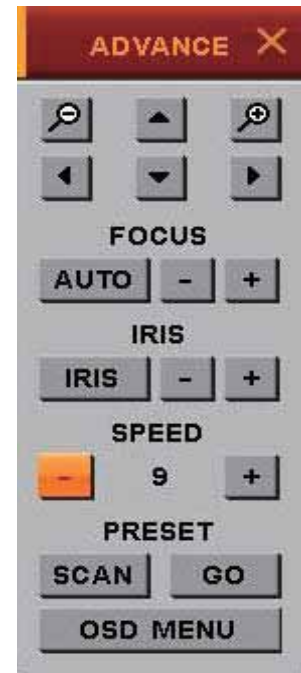 ADVANCE ×
FOCUS
AUTO - +
IRIS
IRIS - +
SPEED
- 9 +
PRESET
SCAN GO
OSD MENU